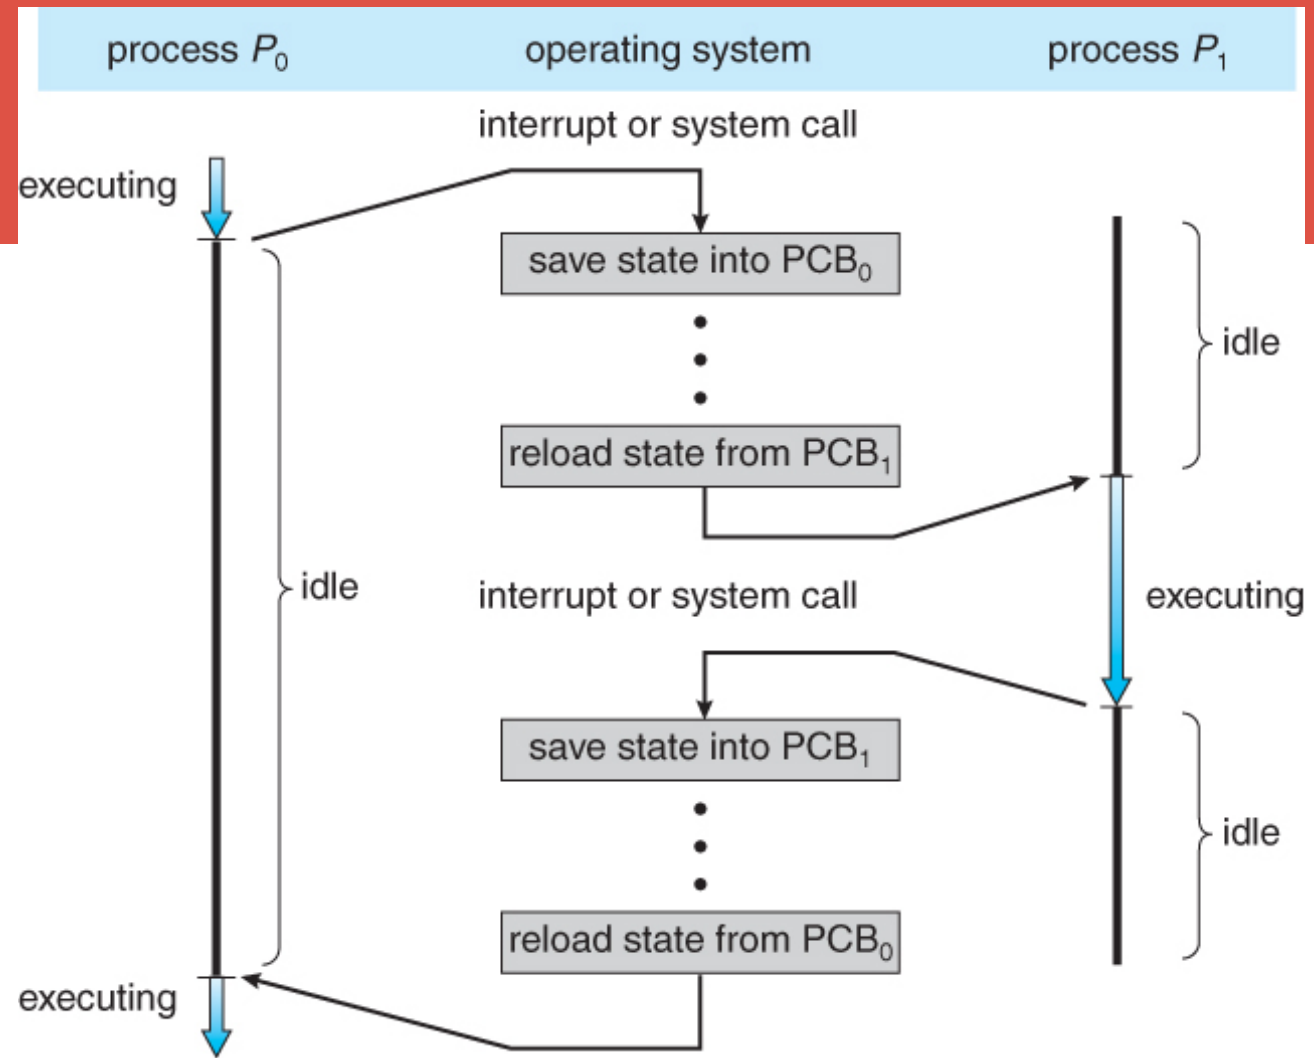 process P₀ operating system process P₁
interrupt or system call
executing
save state into PCB₀
idle
reload state from PCB₁
idle
interrupt or system call
executing
save state into PCB₁
idle
reload state from PCB₀
executing